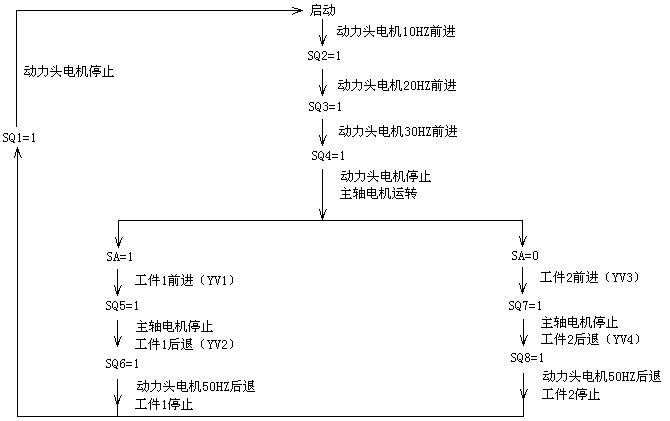 启动
动力头电机10HZ前进
SQ2=1
动力头电机停止
动力头电机20HZ前进
SQ3=1
动力头电机30HZ前进
SQ1=1
SQ4=1
动力头电机停止
主轴电机运转
SA=1
SA=0
工件1前进（YV1）
工件2前进（YV3）
SQ5=1
SQ7=1
主轴电机停止
工件1后退（YV2）
主轴电机停止
工件2后退（YV4）
SQ6=1
SQ8=1
动力头电机50HZ后退
工件1停止
动力头电机50HZ后退
工件2停止